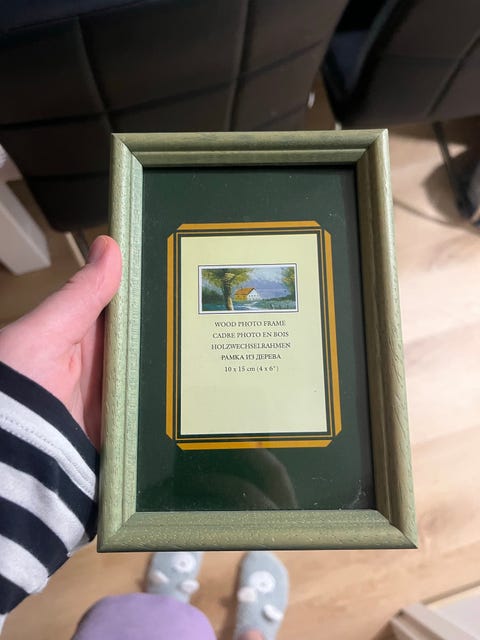 WOOD PHOTO FRAME
CADRE PHOTO EN BOIS
HOLZWECHSELRAHMEN
РАМКА ИЗ ДЕРЕВА
10 x 15 cm (4 x 6")